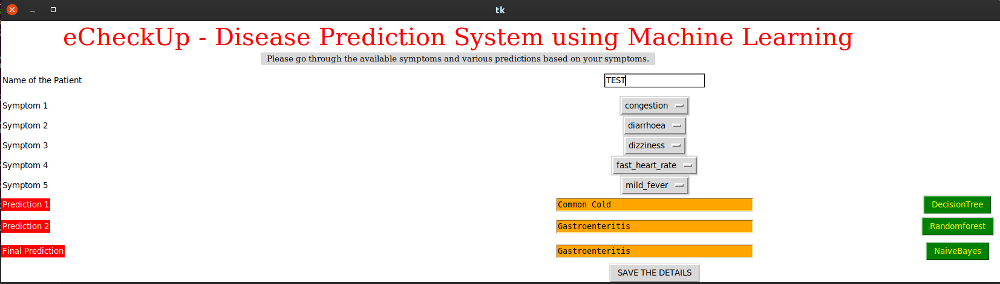 tk
eCheckUp - Disease Prediction System using Machine Learning
Please go through the available symptoms and various predictions based on your symptoms.
Name of the Patient TEST
Symptom 1 congestion
Symptom 2 diarrhoea
Symptom 3 dizziness
Symptom 4 fast_heart_rate
Symptom 5 mild_fever
Prediction 1 Common Cold DecisionTree
Prediction 2 Gastroenteritis Randomforest
Final Prediction Gastroenteritis NaiveBayes
SAVE THE DETAILS